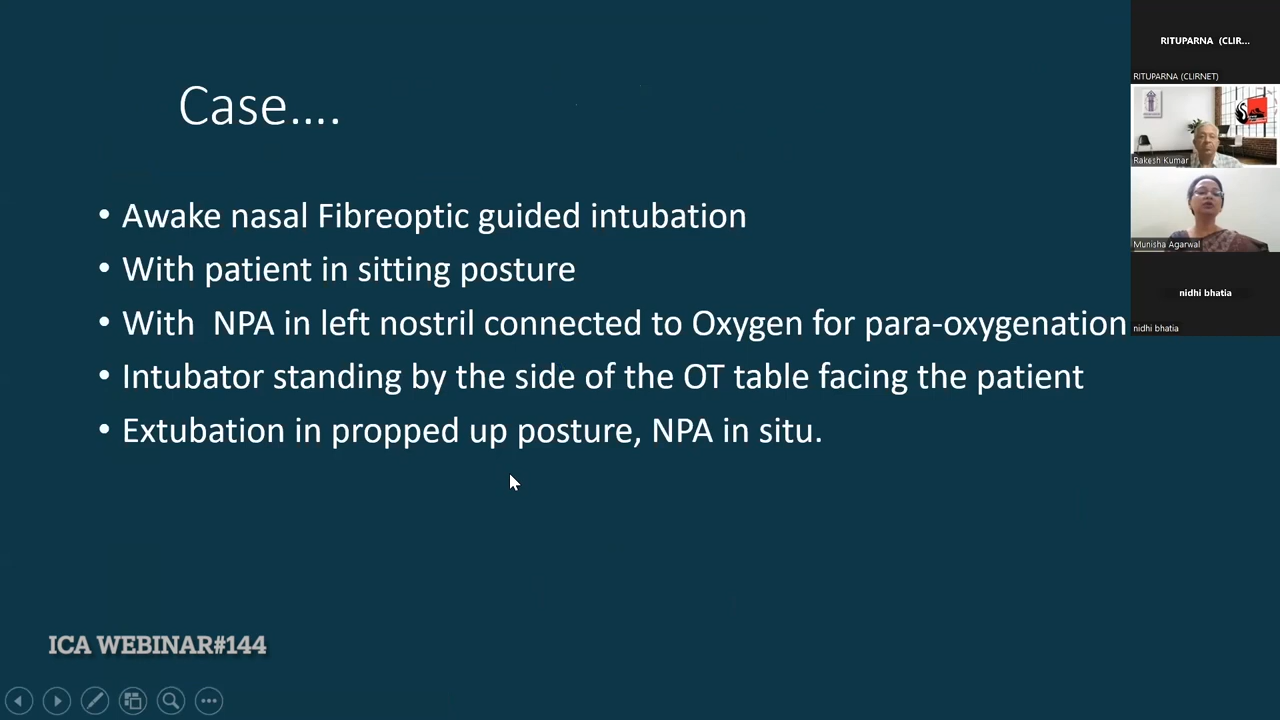 Case....
• Awake nasal Fibreoptic guided intubation
• With patient in sitting posture
• With NPA in left nostril connected to Oxygen for para-oxygenation
• Intubator standing by the side of the OT table facing the patient
• Extubation in propped up posture, NPA in situ.
ICA WEBINAR#144
RITUPARNA (CLIR...
RITUPARNA (CLIRNET)
Rakesh Kumar
Munisha Agarwal
nidhi bhatia
nidhi bhatia